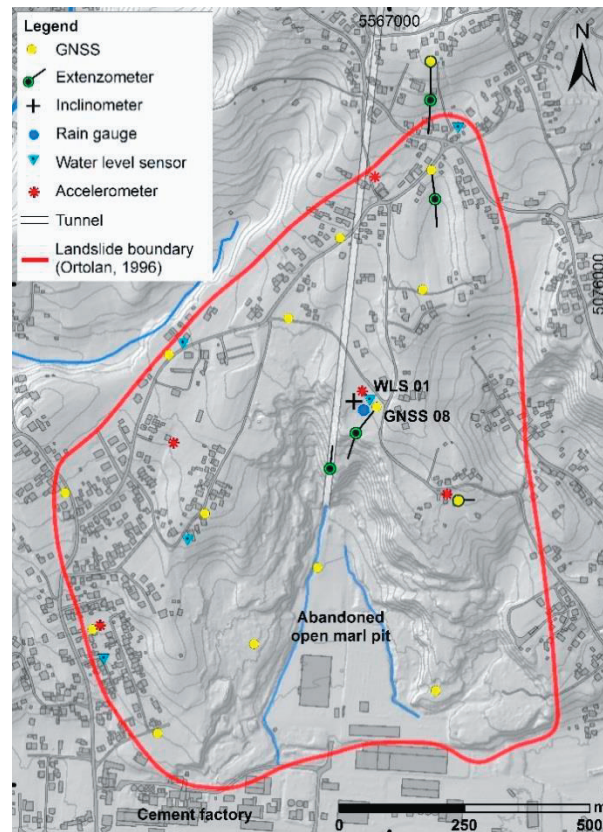 5567000
Legend
GNSS
Extenzometer
Inclinometer
Rain gauge
Water level sensor
Accelerometer
Tunnel
Landslide boundary
(Ortolan, 1996)
N
5076000
WLS 01
GNSS 08
Abandoned
open marl pit
Cement factory
m
0 250 500